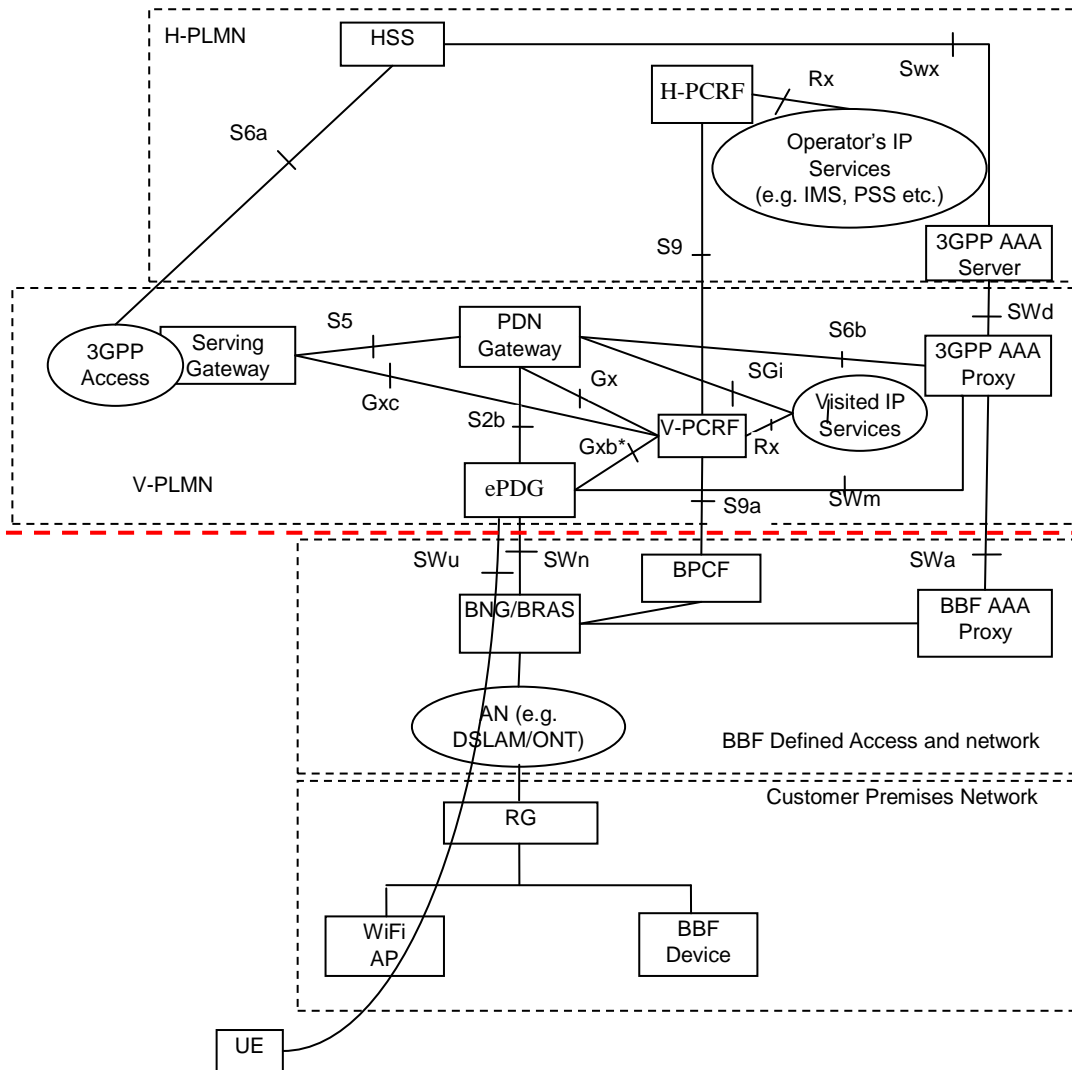 H-PLMN
HSS
Swx
Rx
H-PCRF
S6a
Operator's IP
Services
(e.g. IMS, PSS etc.)
S9
3GPP AAA
Server
SWd
S5
PDN
Gateway
S6b
3GPP AAA
Proxy
3GPP
Access
Serving
Gateway
Gxc
Gx
SGi
S2b
V-PCRF
Rx
Visited IP
Services
Gxb*
V-PLMN
ePDG
S9a
SWm
SWu
SWn
BPCF
SWa
BNG/BRAS
BBF AAA
Proxy
AN (e.g.
DSLAM/ONT)
BBF Defined Access and network
Customer Premises Network
RG
WiFi
AP
BBF
Device
UE